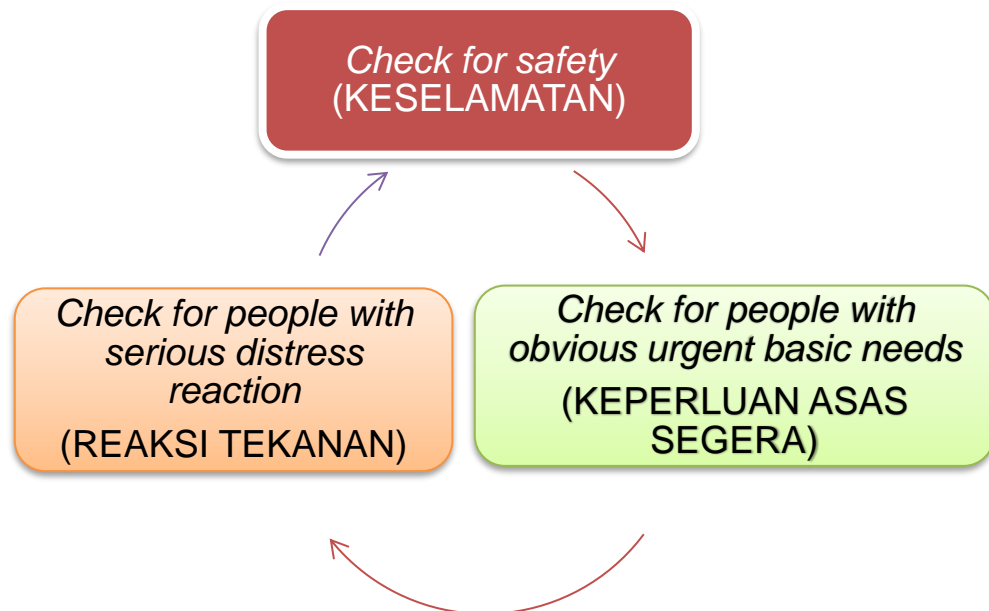 Check for safety
(KESELAMATAN)
Check for people with
obvious urgent basic needs
(KEPERLUAN ASAS
SEGERA)
Check for people with
serious distress
reaction
(REAKSI TEKANAN)